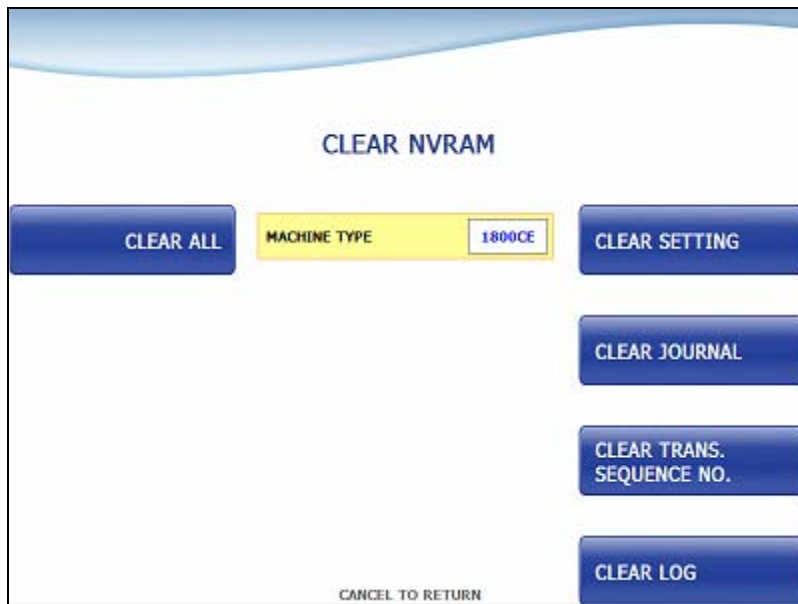 CLEAR NVRAM
CLEAR ALL
MACHINE TYPE
1800CE
CLEAR SETTING
CLEAR JOURNAL
CLEAR TRANS.
SEQUENCE NO.
CLEAR LOG
CANCEL TO RETURN